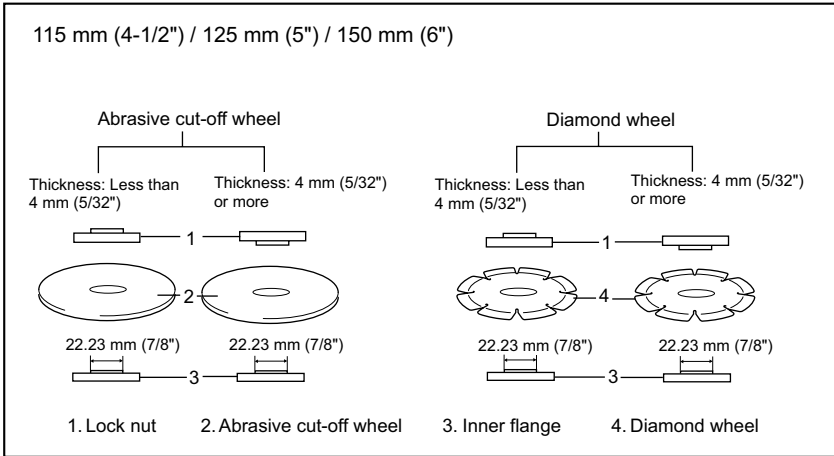 115 mm (4-1/2") / 125 mm (5") / 150 mm (6")
Abrasive cut-off wheel
Diamond wheel
Thickness: Less than
4 mm (5/32")
Thickness: 4 mm (5/32")
or more
Thickness: Less than
4 mm (5/32")
Thickness: 4 mm (5/32")
or more
1
1
2
4
22.23 mm (7/8")
22.23 mm (7/8")
22.23 mm (7/8")
22.23 mm (7/8")
3
3
1. Lock nut
2. Abrasive cut-off wheel
3. Inner flange
4. Diamond wheel